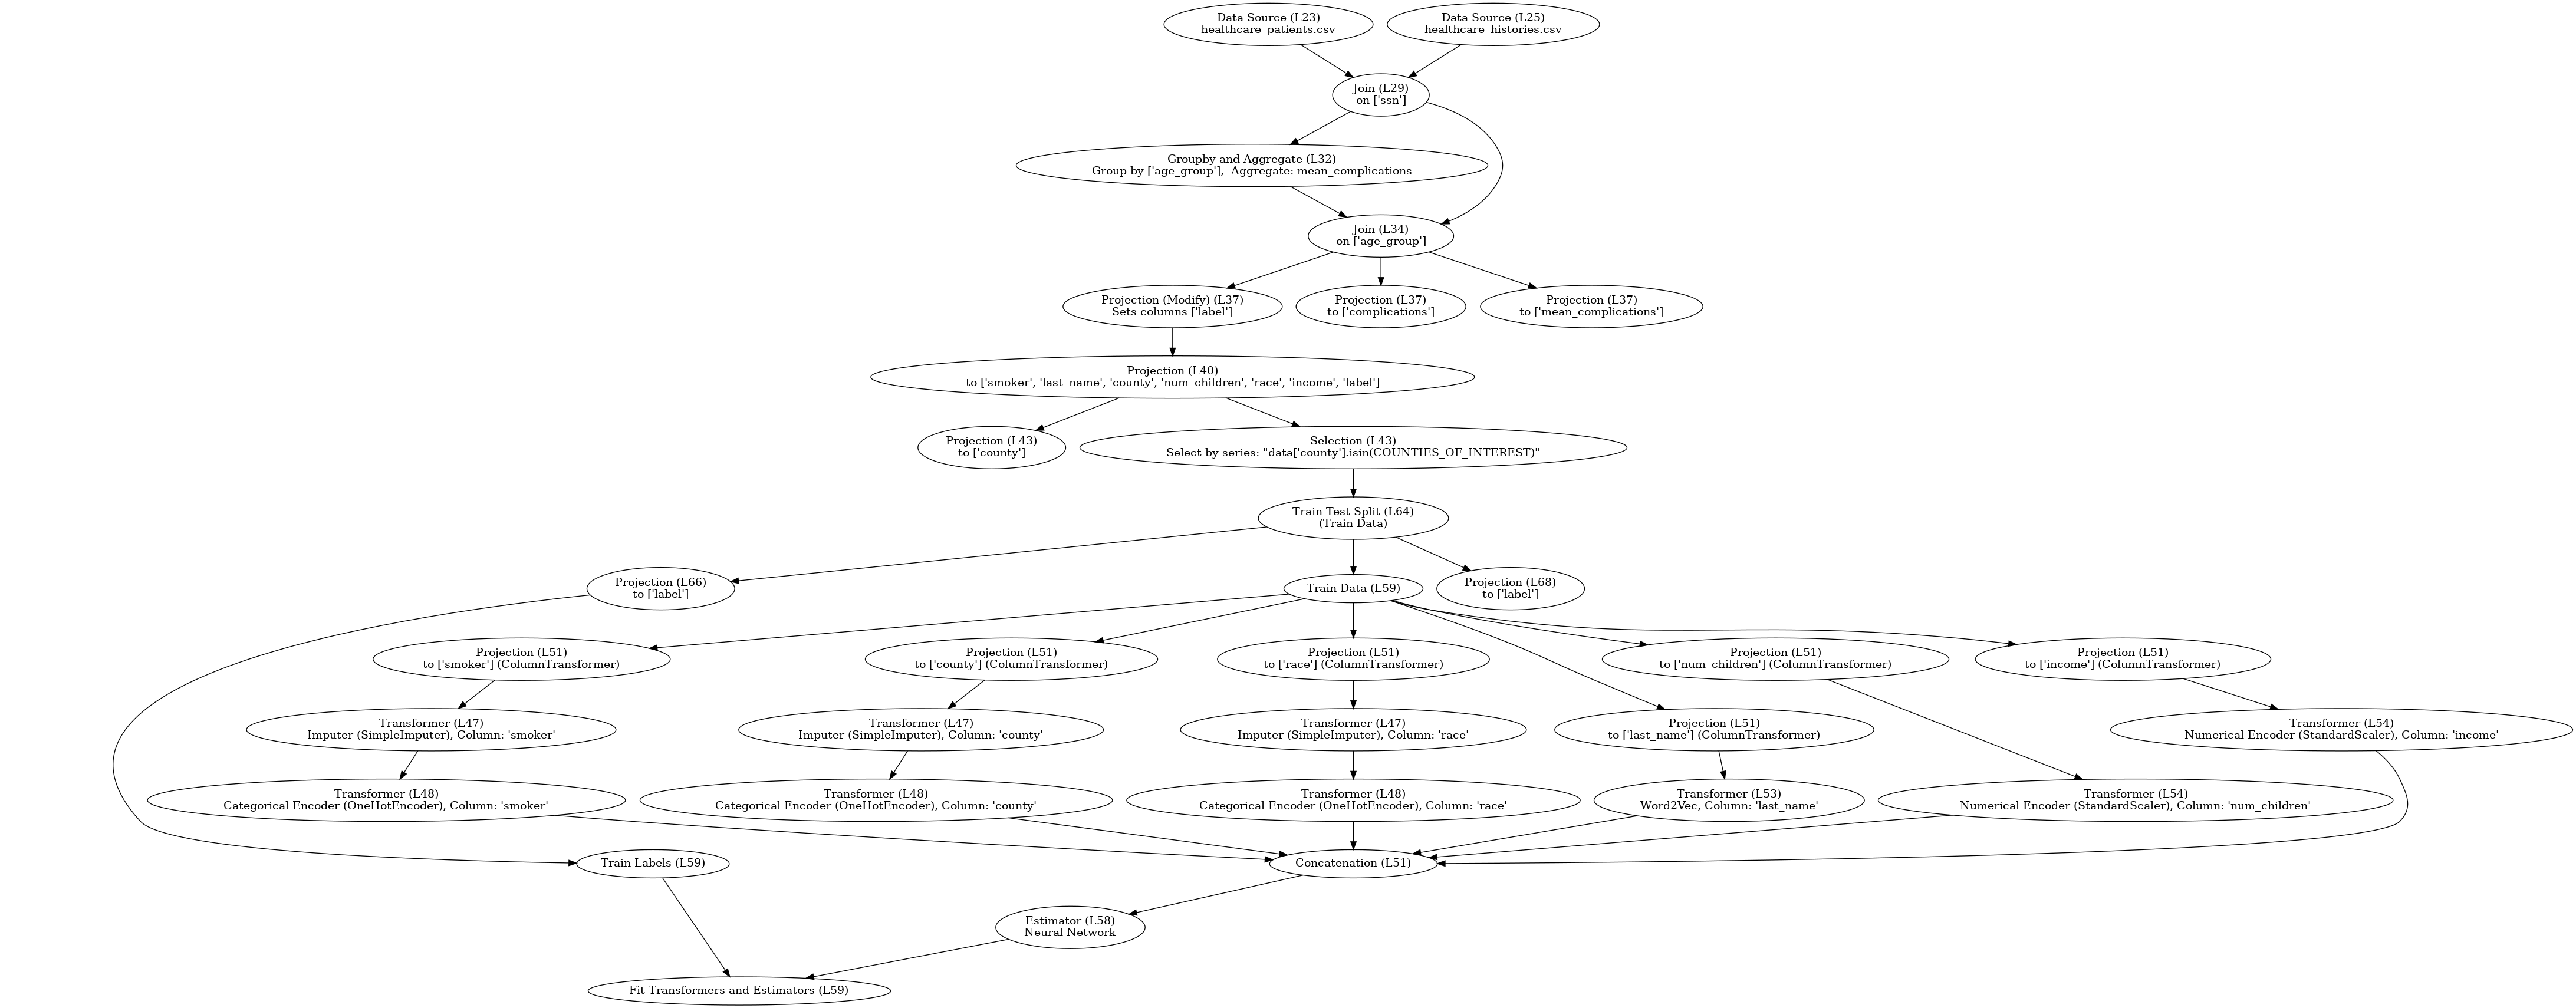 Data Source (L23)
healthcare_patients.csv
Data Source (L25)
healthcare_histories.csv
Join (L29)
on ['ssn']
Groupby and Aggregate (L32)
Group by ['age_group'],  Aggregate: mean_complications
Join (L34)
on ['age_group']
Projection (Modify) (L37)
Sets columns ['label']
Projection (L37)
to ['complications']
Projection (L37)
to ['mean_complications']
Projection (L40)
to ['smoker', 'last_name', 'county', 'num_children', 'race', 'income', 'label']
Projection (L43)
to ['county']
Selection (L43)
Select by series: "data['county'].isin(COUNTIES_OF_INTEREST)"
Train Test Split (L64)
(Train Data)
Projection (L66)
to ['label']
Train Data (L59)
Projection (L68)
to ['label']
Projection (L51)
to ['smoker'] (ColumnTransformer)
Projection (L51)
to ['county'] (ColumnTransformer)
Projection (L51)
to ['race'] (ColumnTransformer)
Projection (L51)
to ['num_children'] (ColumnTransformer)
Projection (L51)
to ['income'] (ColumnTransformer)
Transformer (L47)
Imputer (SimpleImputer), Column: 'smoker'
Transformer (L47)
Imputer (SimpleImputer), Column: 'county'
Transformer (L47)
Imputer (SimpleImputer), Column: 'race'
Projection (L51)
to ['last_name'] (ColumnTransformer)
Transformer (L54)
Numerical Encoder (StandardScaler), Column: 'income'
Transformer (L48)
Categorical Encoder (OneHotEncoder), Column: 'smoker'
Transformer (L48)
Categorical Encoder (OneHotEncoder), Column: 'county'
Transformer (L48)
Categorical Encoder (OneHotEncoder), Column: 'race'
Transformer (L53)
Word2Vec, Column: 'last_name'
Transformer (L54)
Numerical Encoder (StandardScaler), Column: 'num_children'
Train Labels (L59)
Concatenation (L51)
Estimator (L58)
Neural Network
Fit Transformers and Estimators (L59)